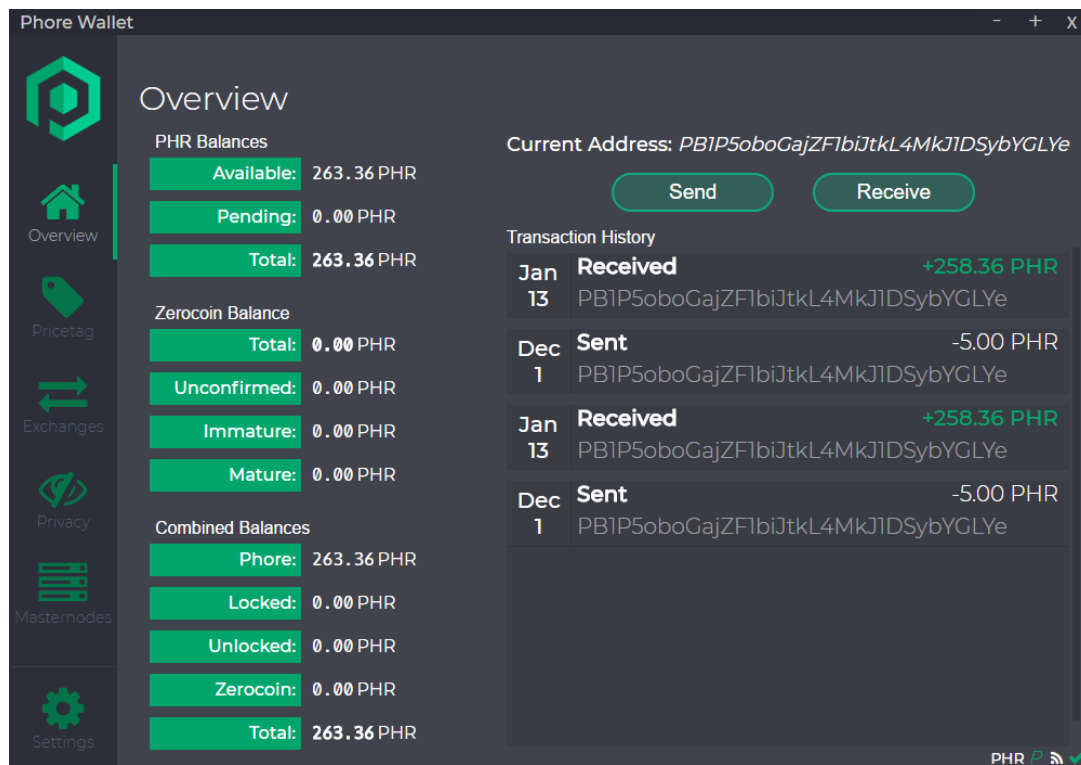 Phore Wallet
- + x
Overview
Pricetag
Exchanges
Privacy
Masternodes
Settings
Overview
PHR Balances
Available: 263.36 PHR
Pending: 0.00 PHR
Total: 263.36 PHR
Zerocoin Balance
Total: 0.00 PHR
Unconfirmed: 0.00 PHR
Immature: 0.00 PHR
Mature: 0.00 PHR
Combined Balances
Phore: 263.36 PHR
Locked: 0.00 PHR
Unlocked: 0.00 PHR
Zerocoin: 0.00 PHR
Total: 263.36 PHR
Current Address: PB1P5oboGajZF1biJtkL4MkJ1DSybYGLYe
Send Receive
Transaction History
Jan 13 Received +258.36 PHR
PB1P5oboGajZF1biJtkL4MkJ1DSybYGLYe
Dec 1 Sent -5.00 PHR
PB1P5oboGajZF1biJtkL4MkJ1DSybYGLYe
Jan 13 Received +258.36 PHR
PB1P5oboGajZF1biJtkL4MkJ1DSybYGLYe
Dec 1 Sent -5.00 PHR
PB1P5oboGajZF1biJtkL4MkJ1DSybYGLYe
PHR P